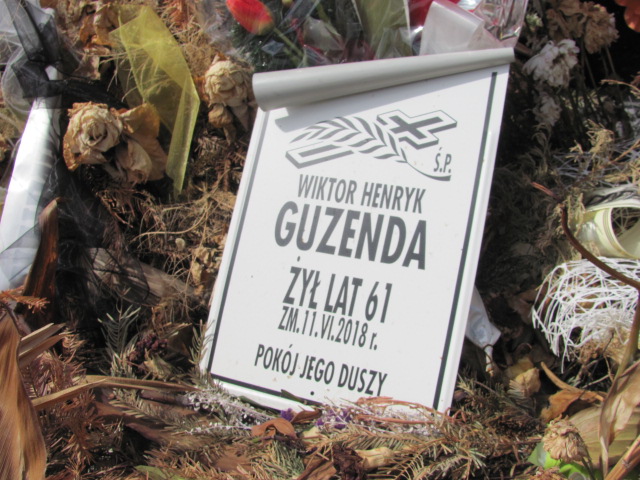 Ś.P.
WIKTOR HENRYK
GUZENDA
ŻYŁ LAT 61
ZM. 11.VI.2018 r.
POKÓJ JEGO DUSZY